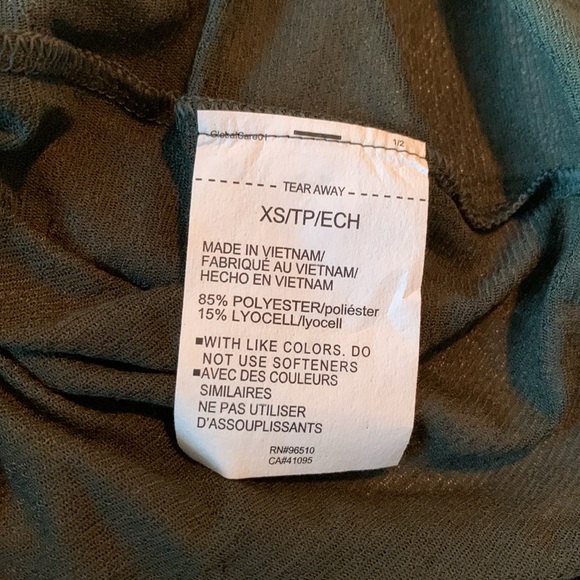 GlobalCare01 1/2
TEAR AWAY
XS/TP/ECH
MADE IN VIETNAM/
FABRIQUÉ AU VIETNAM/
HECHO EN VIETNAM
85% POLYESTER/poliéster
15% LYOCELL/lyocell
▪WITH LIKE COLORS. DO
NOT USE SOFTENERS
▪AVEC DES COULEURS
SIMILAIRES
NE PAS UTILISER
D'ASSOUPLISSANTS
RN#96510
CA#41095